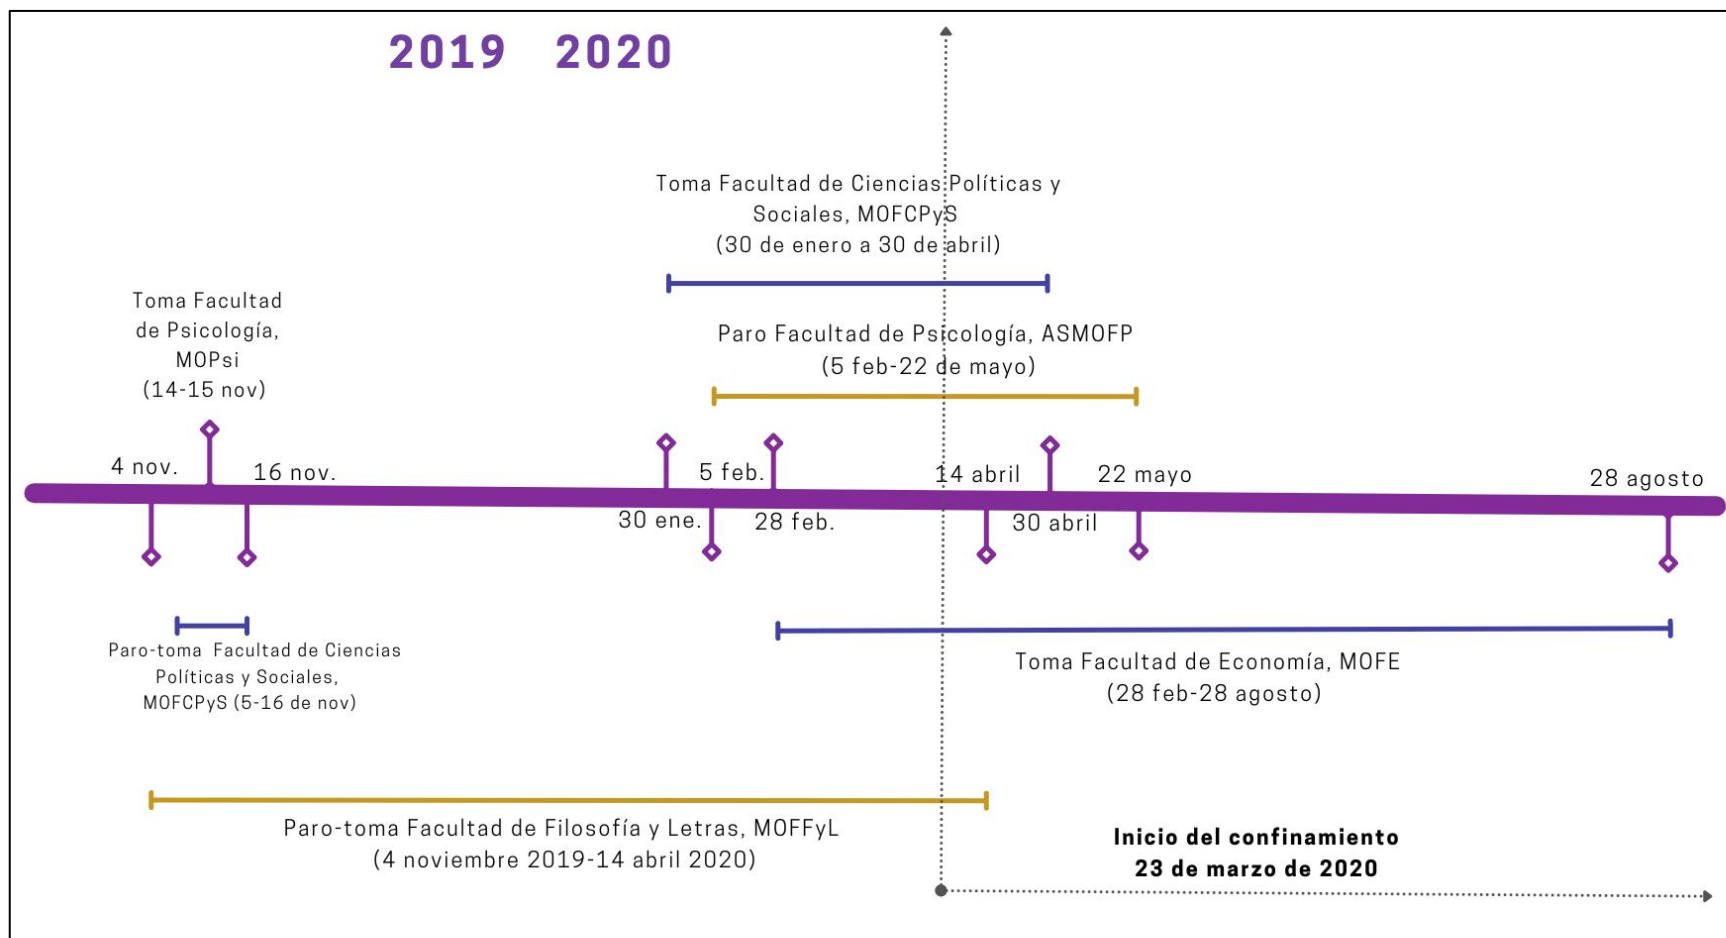 2019 2020
Toma Facultad de Ciencias Políticas y
Sociales, MOFCPyS
(30 de enero a 30 de abril)
Toma Facultad
de Psicología,
MOPsi
(14-15 nov)
Paro Facultad de Psicología, ASMOFP
(5 feb-22 de mayo)
4 nov.
16 nov.
5 feb.
14 abril
22 mayo
28 agosto
30 ene.
28 feb.
30 abril
Paro-toma Facultad de Ciencias
Políticas y Sociales,
MOFCPyS (5-16 de nov)
Toma Facultad de Economía, MOFE
(28 feb-28 agosto)
Paro-toma Facultad de Filosofía y Letras, MOFFyL
(4 noviembre 2019-14 abril 2020)
Inicio del confinamiento
23 de marzo de 2020